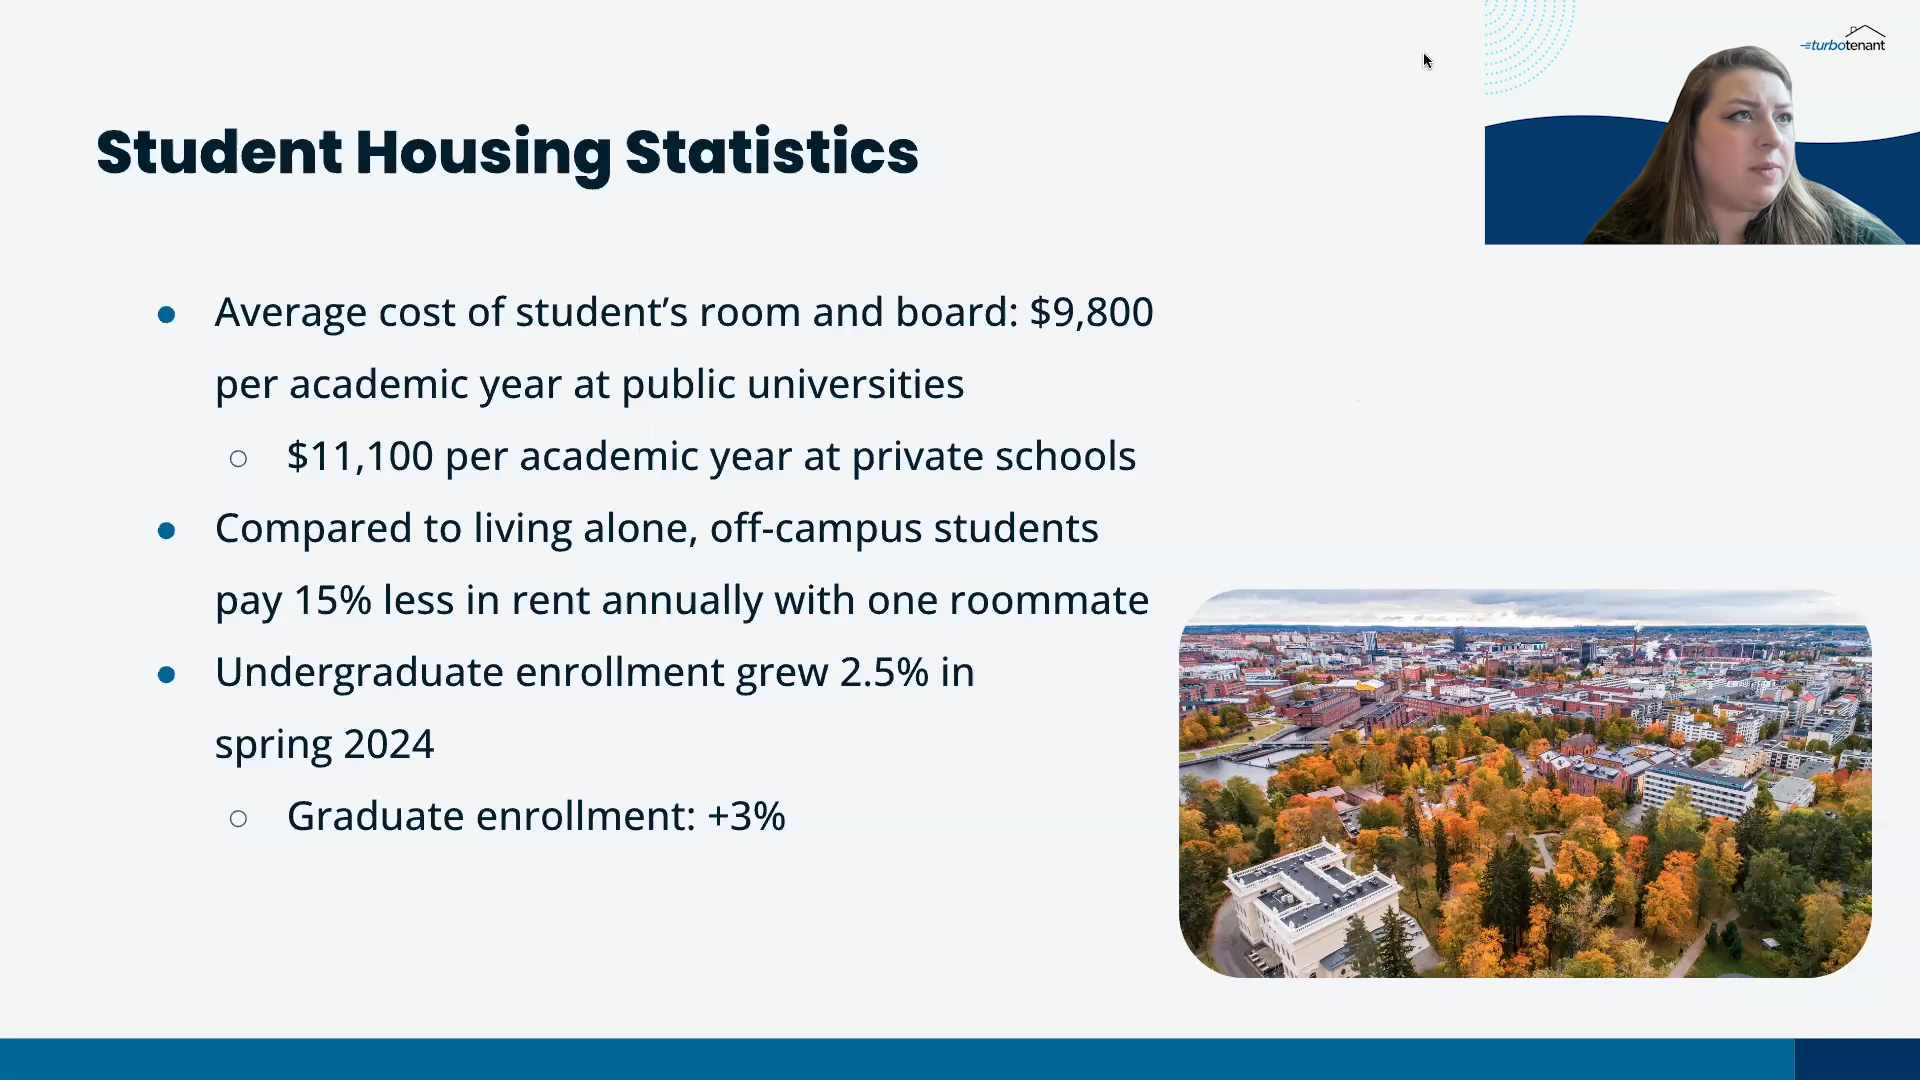 turbotenant
Student Housing Statistics
● Average cost of student’s room and board: $9,800
per academic year at public universities
○ $11,100 per academic year at private schools
● Compared to living alone, off-campus students
pay 15% less in rent annually with one roommate
● Undergraduate enrollment grew 2.5% in
spring 2024
○ Graduate enrollment: +3%